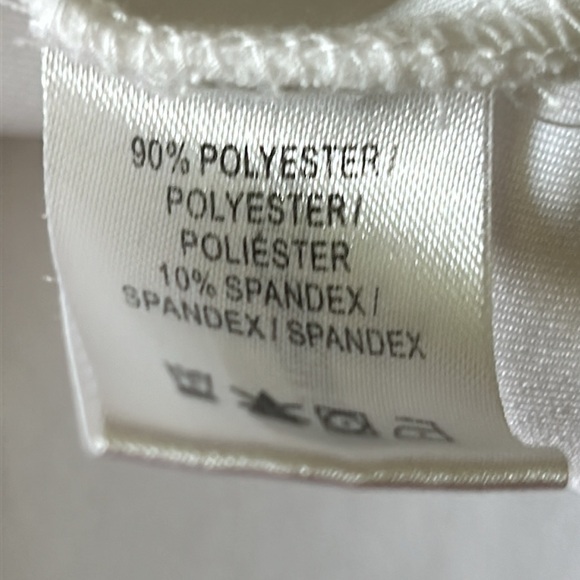 90% POLYESTER/
POLYESTER/
POLIÉSTER
10% SPANDEX/
SPANDEX/SPANDEX